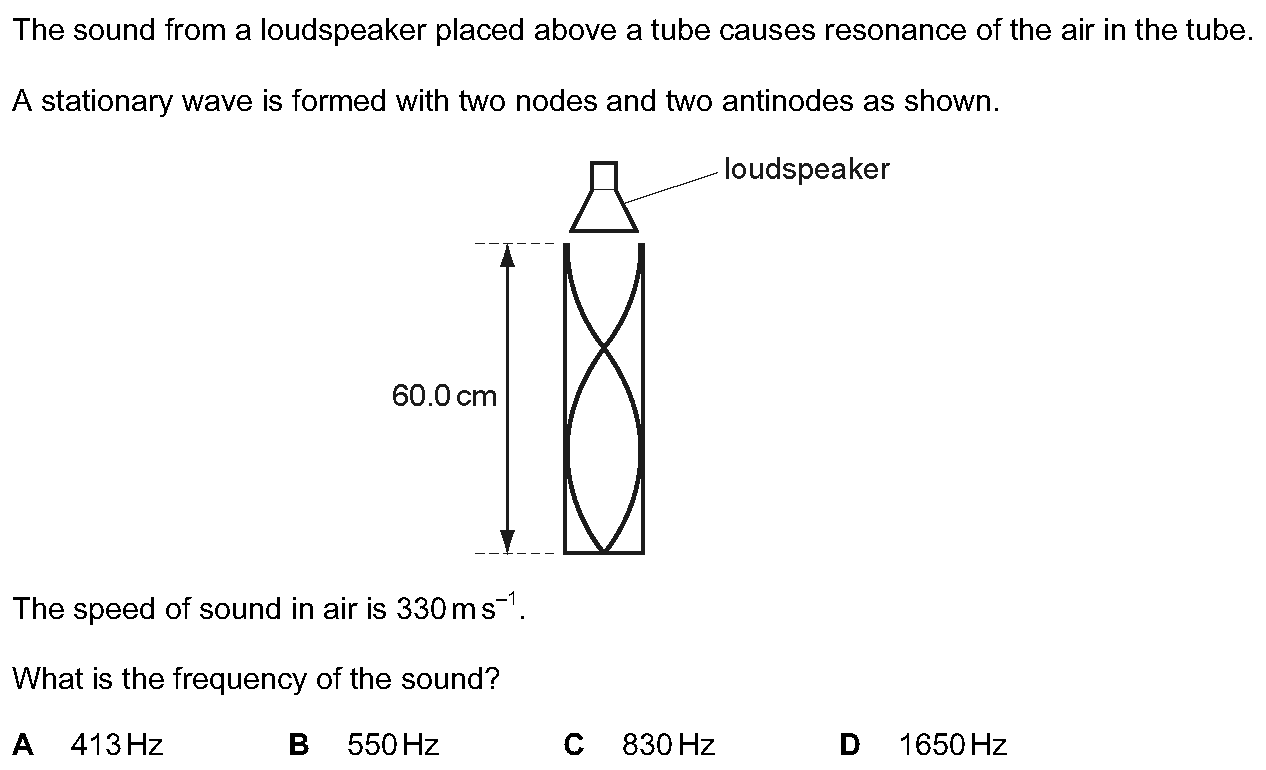 The sound from a loudspeaker placed above a tube causes resonance of the air in the tube.
A stationary wave is formed with two nodes and two antinodes as shown.
loudspeaker
60.0 cm
The speed of sound in air is 330 m s⁻¹.
What is the frequency of the sound?
A 413 Hz B 550 Hz C 830 Hz D 1650 Hz